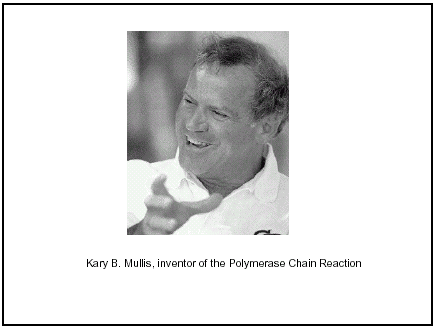 Kary B. Mullis, inventor of the Polymerase Chain Reaction